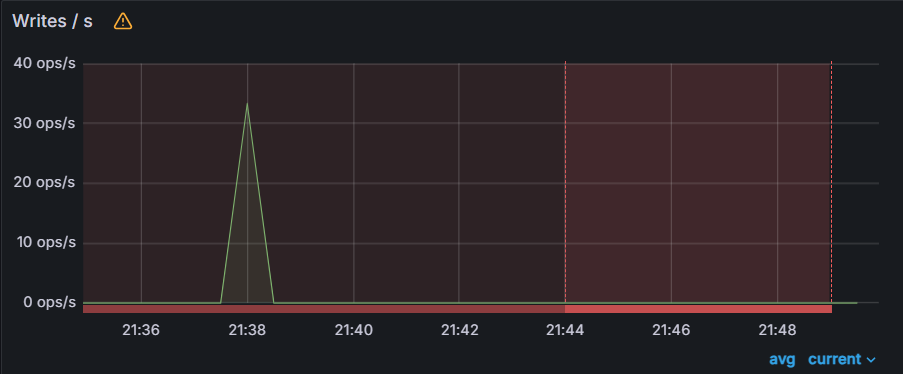 Writes / s
40 ops/s
30 ops/s
20 ops/s
10 ops/s
0 ops/s
21:36 21:38 21:40 21:42 21:44 21:46 21:48
avg current